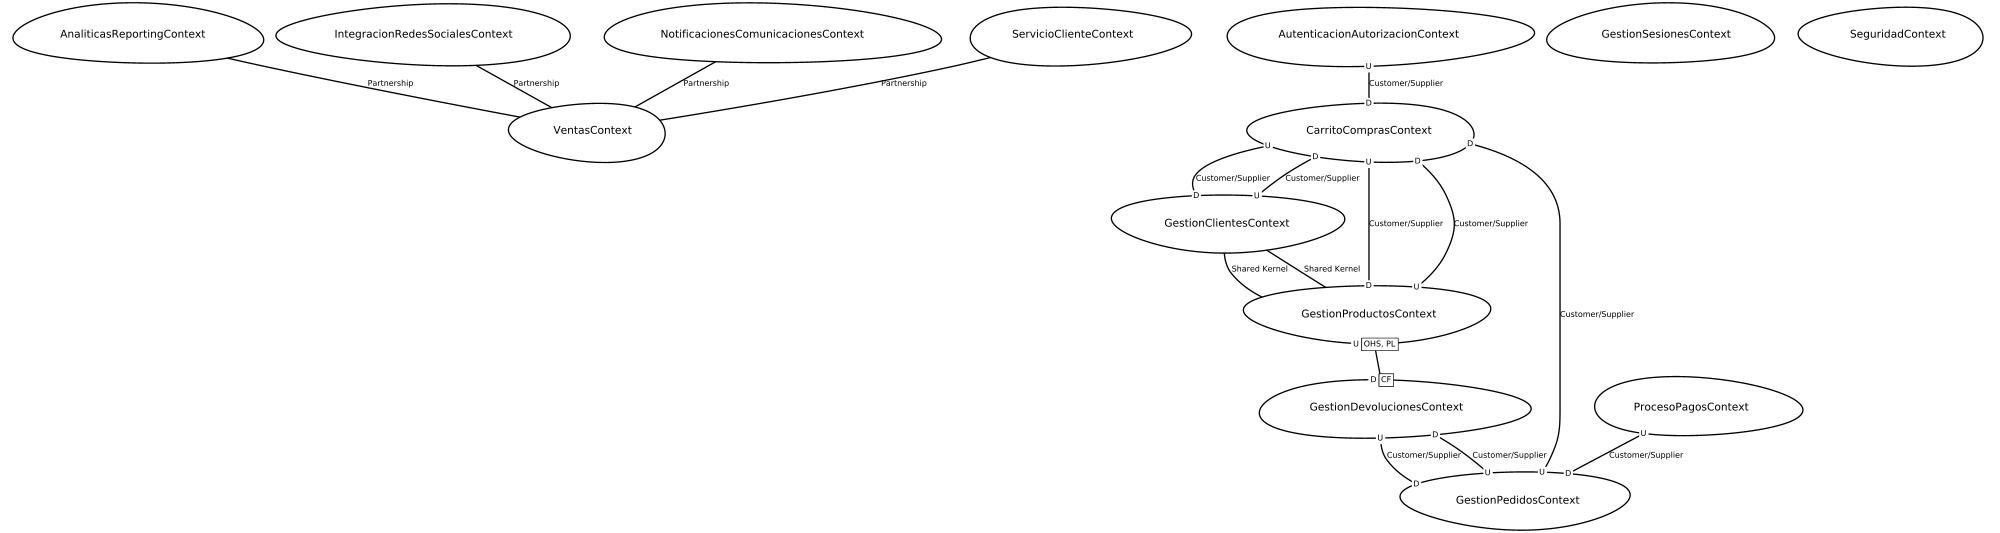 AnaliticasReportingContext
IntegracionRedesSocialesContext
NotificacionesComunicacionesContext
ServicioClienteContext
AutenticacionAutorizacionContext
GestionSesionesContext
SeguridadContext
U
Partnership
Partnership
Partnership
Partnership
Customer/Supplier
D
VentasContext
CarritoComprasContext
U
D
U
D
D
Customer/Supplier
Customer/Supplier
D
U
GestionClientesContext
Customer/Supplier
Customer/Supplier
Shared Kernel
Shared Kernel
D
U
GestionProductosContext
Customer/Supplier
U
OHS, PL
D
CF
GestionDevolucionesContext
ProcesoPagosContext
U
D
U
Customer/Supplier
Customer/Supplier
Customer/Supplier
D
U
U
D
GestionPedidosContext